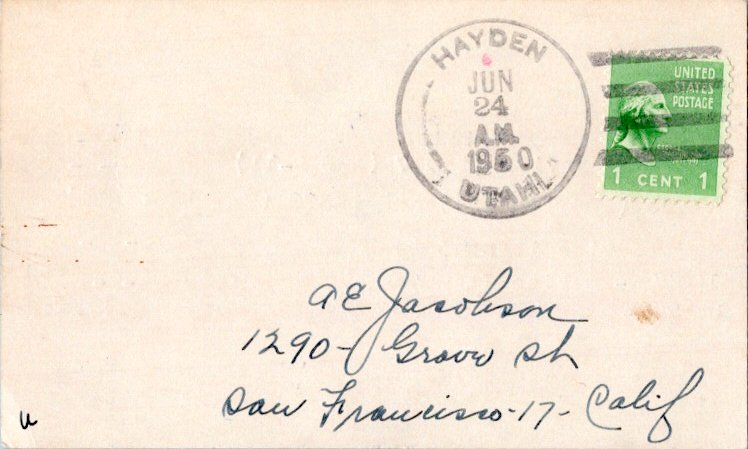 HAYDEN
JUN
24
A.M.
1950
UTAH
UNITED
STATES
POSTAGE
1 CENT 1
A E Jacobson
1290 - Grove St
San Francisco - 17 - Calif
u